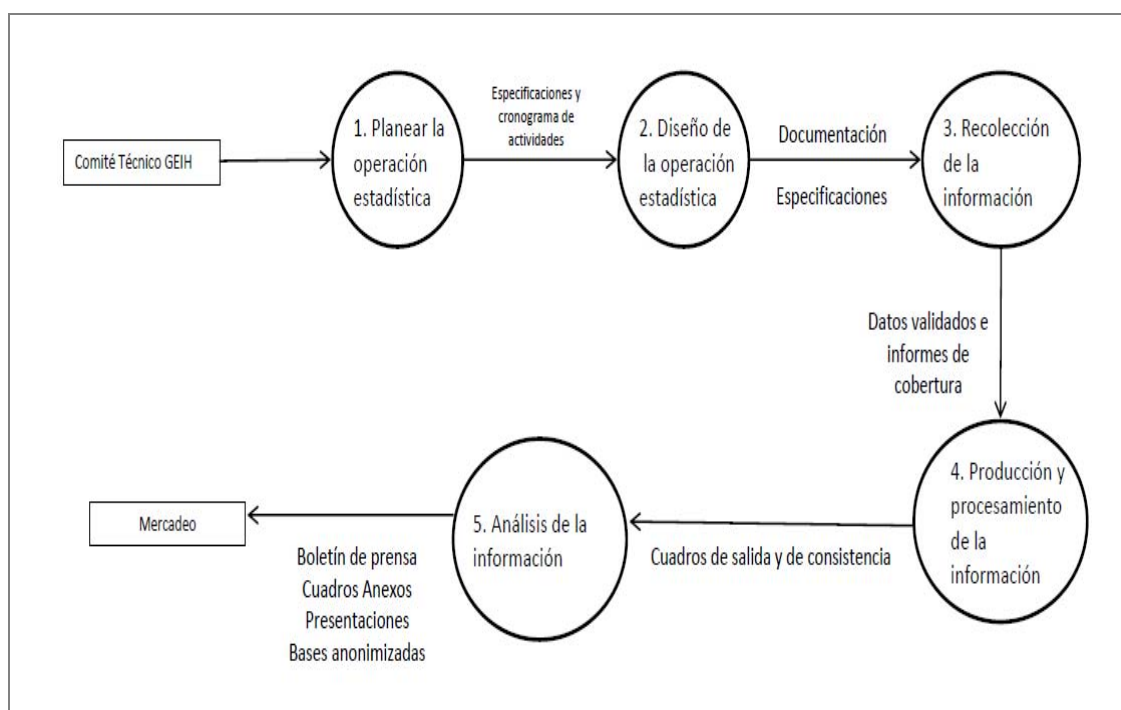 Comité Técnico GEIH
1. Planear la
operación
estadística
Especificaciones y
cronograma de
actividades
2. Diseño de
la operación
estadística
Documentación
Especificaciones
3. Recolección
de la
información
Datos validados e
informes de
cobertura
4. Producción y
procesamiento
de la
información
Cuadros de salida y de consistencia
5. Análisis de la
información
Boletín de prensa
Cuadros Anexos
Presentaciones
Bases anonimizadas
Mercadeo